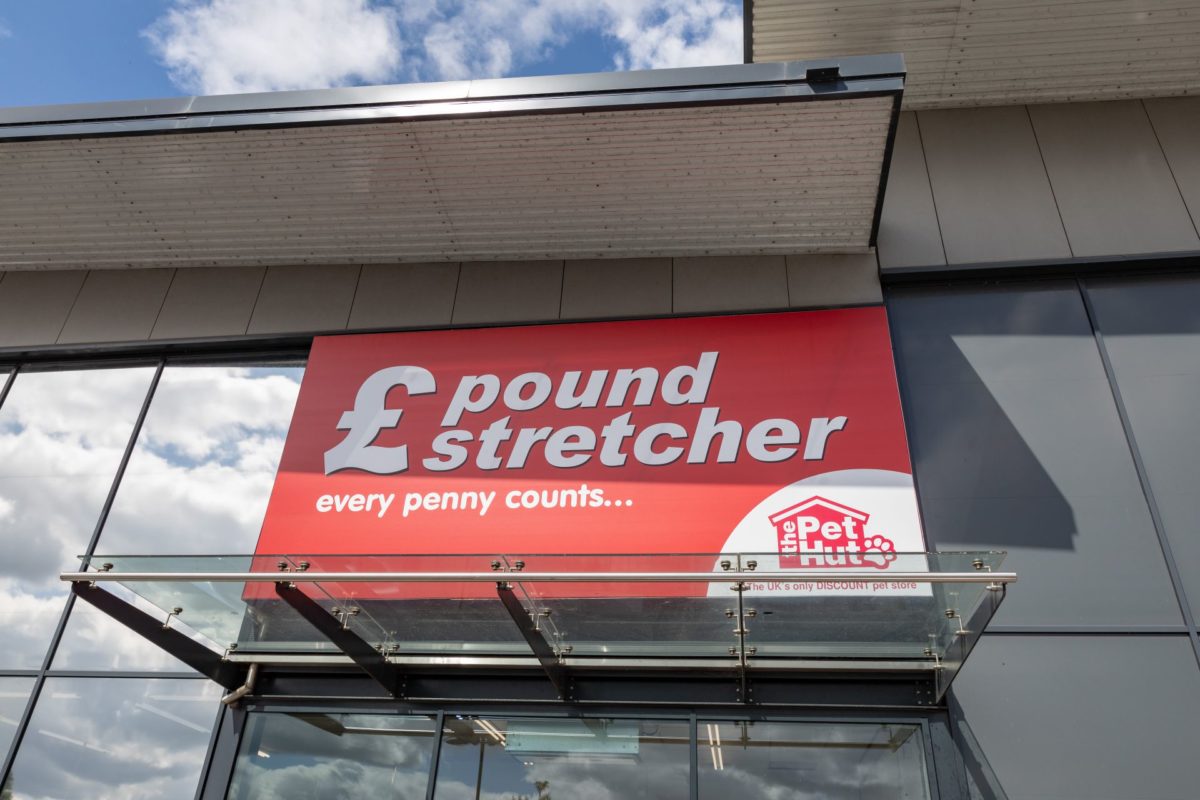 £ pound
stretcher
every penny counts...
the Pet
Hut
The UK's only DISCOUNT pet store